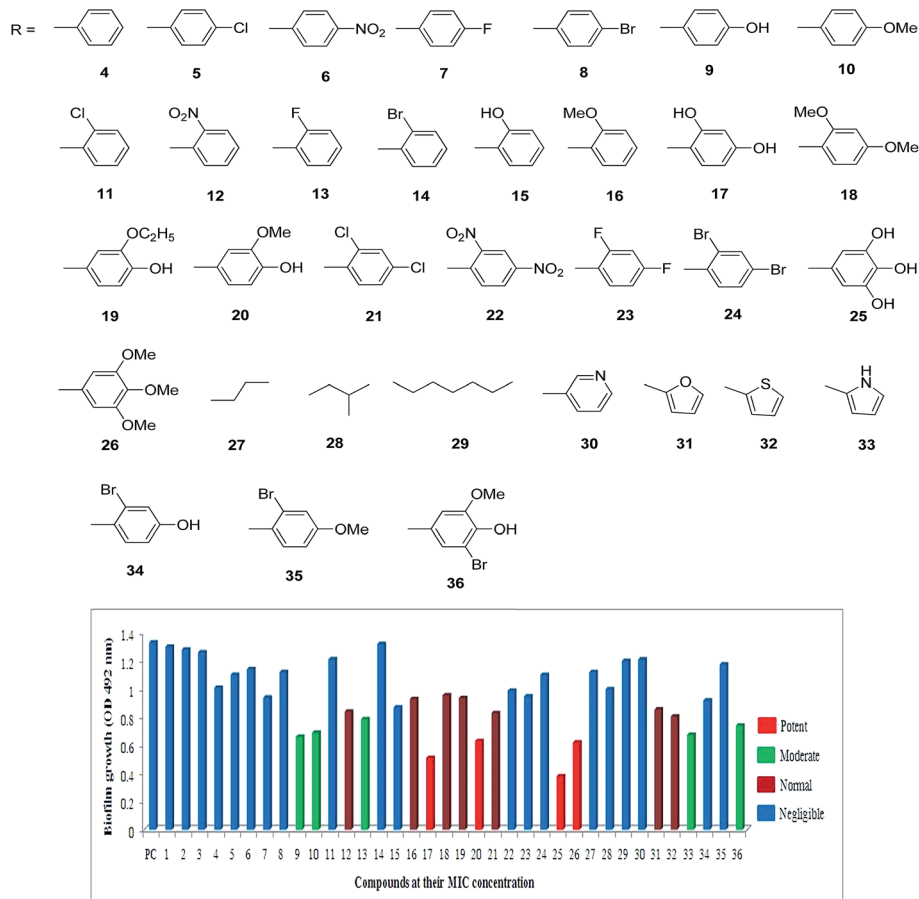 R =
Cl NO₂ F Br OH OMe
4 5 6 7 8 9 10
Cl O₂N F Br HO MeO HO OH MeO OMe
11 12 13 14 15 16 17 18
OC₂H₅ OH OMe OH Cl Cl O₂N NO₂ F F Br Br OH OH OH
19 20 21 22 23 24 25
OMe OMe OMe N O S H N
26 27 28 29 30 31 32 33
Br OH Br OMe OMe OH Br
34 35 36
Biofilm growth (OD 492 nm)
1.4
1.2
1
0.8
0.6
0.4
0.2
0
PC 1 2 3 4 5 6 7 8 9 10 11 12 13 14 15 16 17 18 19 20 21 22 23 24 25 26 27 28 29 30 31 32 33 34 35 36
Compounds at their MIC concentration
Potent
Moderate
Normal
Negligible